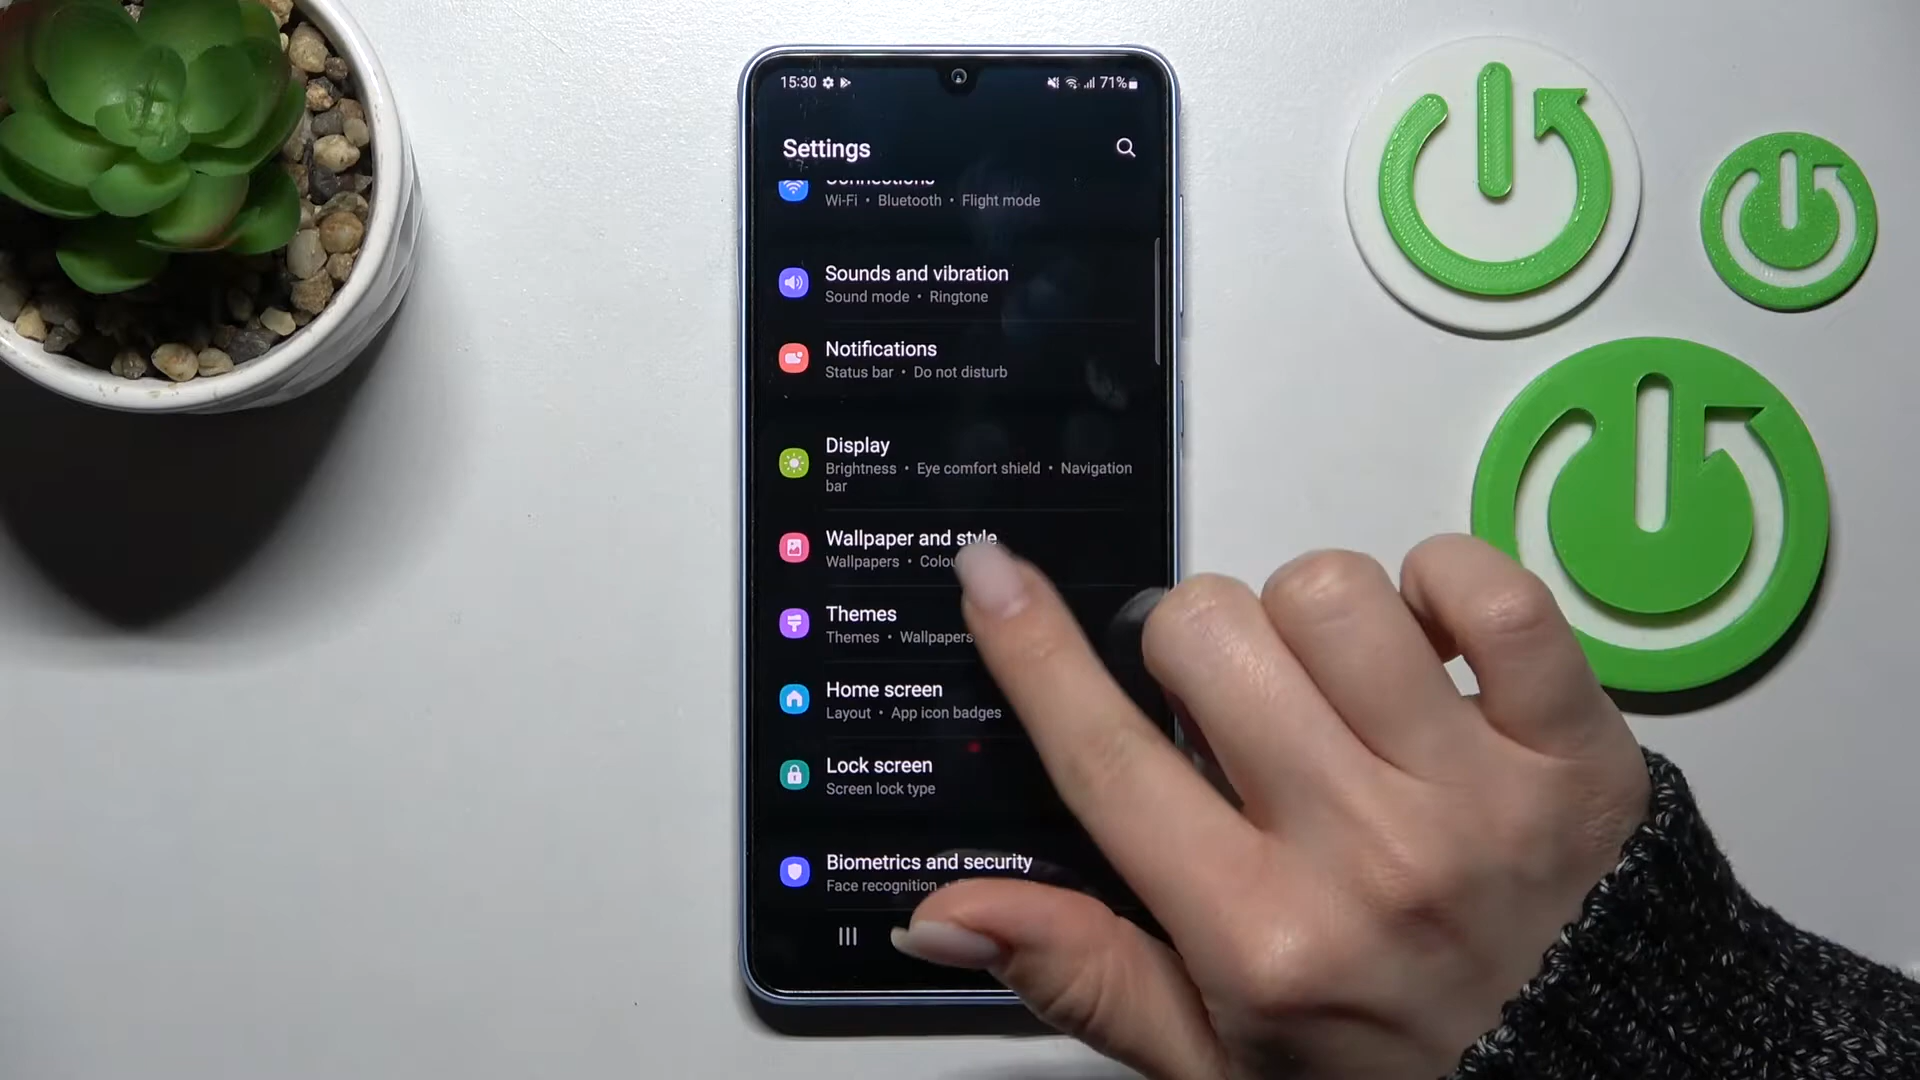 15:30 71%
Settings
Connections
Wi-Fi • Bluetooth • Flight mode
Sounds and vibration
Sound mode • Ringtone
Notifications
Status bar • Do not disturb
Display
Brightness • Eye comfort shield • Navigation
bar
Wallpaper and style
Wallpapers • Colou
Themes
Themes • Wallpapers
Home screen
Layout • App icon badges
Lock screen
Screen lock type
Biometrics and security
Face recognition •